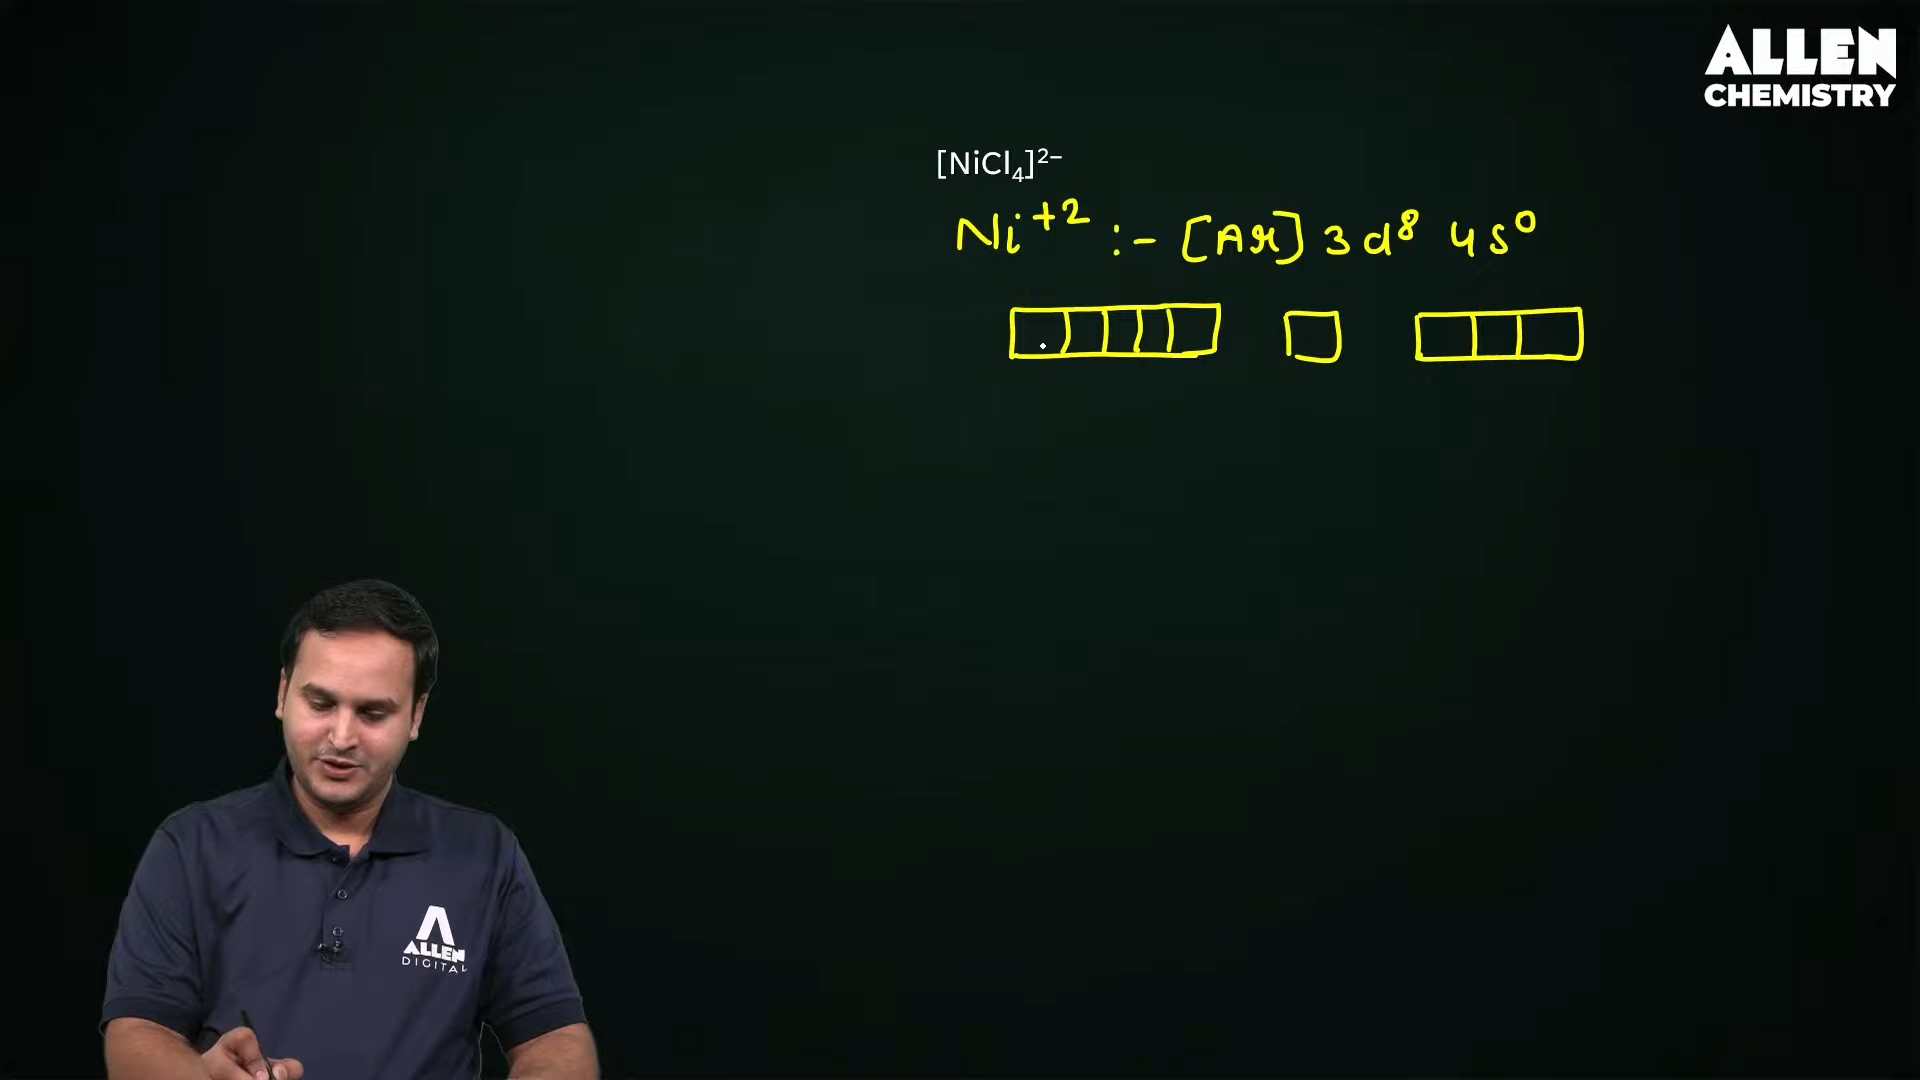 ALLEN
CHEMISTRY
[NiCl₄]²⁻
Ni⁺² :- [Ar] 3d⁸ 4s⁰
ALLEN
DIGITAL